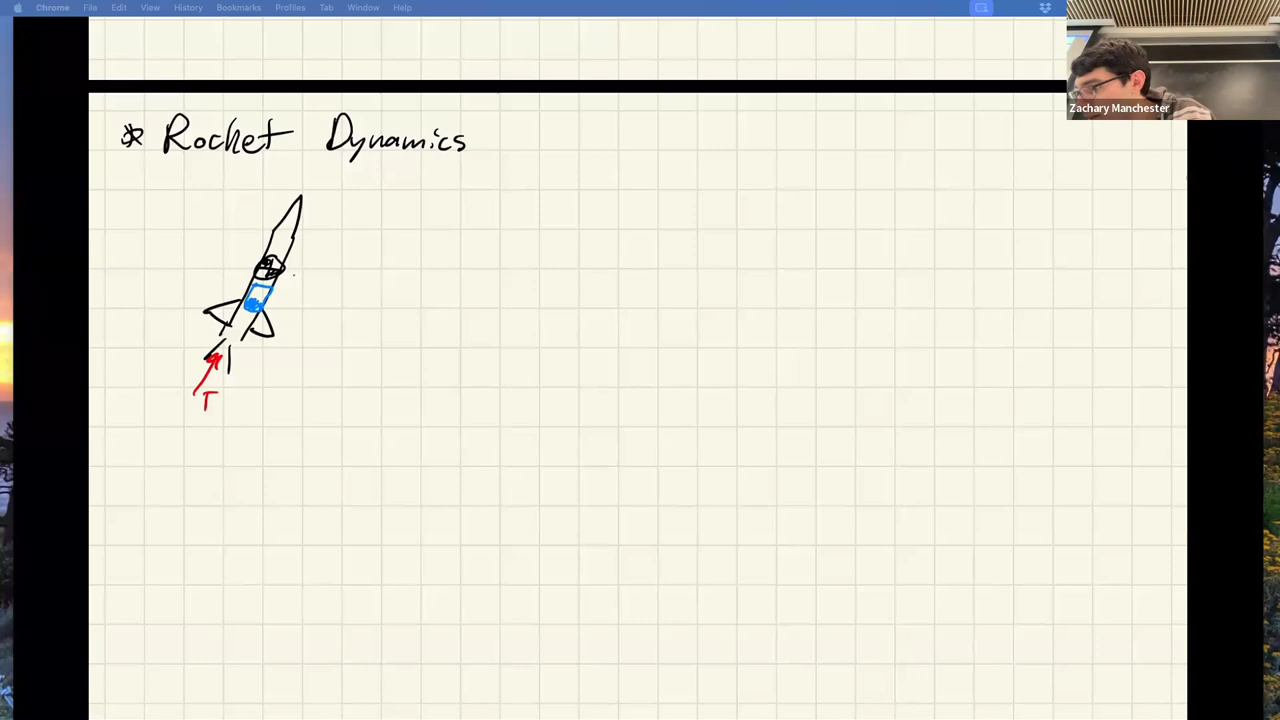 Chrome File Edit View History Bookmarks Profiles Tab Window Help
Zachary Manchester
* Rocket Dynamics
T